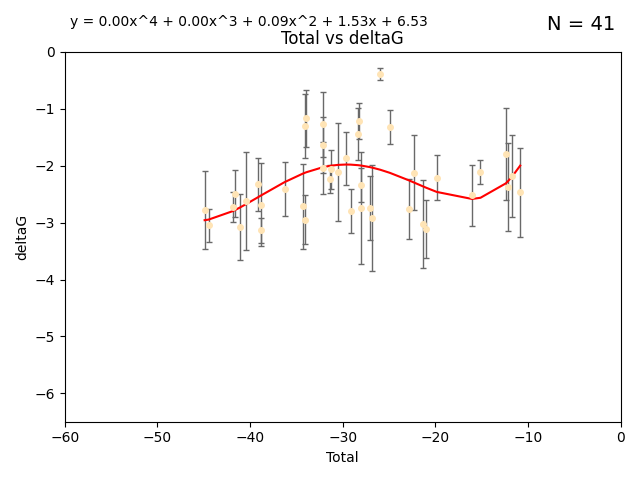 y = 0.00x^4 + 0.00x^3 + 0.09x^2 + 1.53x + 6.53
N = 41
Total vs deltaG
0
−1
−2
−3
−4
−5
−6
deltaG
−60
−50
−40
−30
−20
−10
0
Total